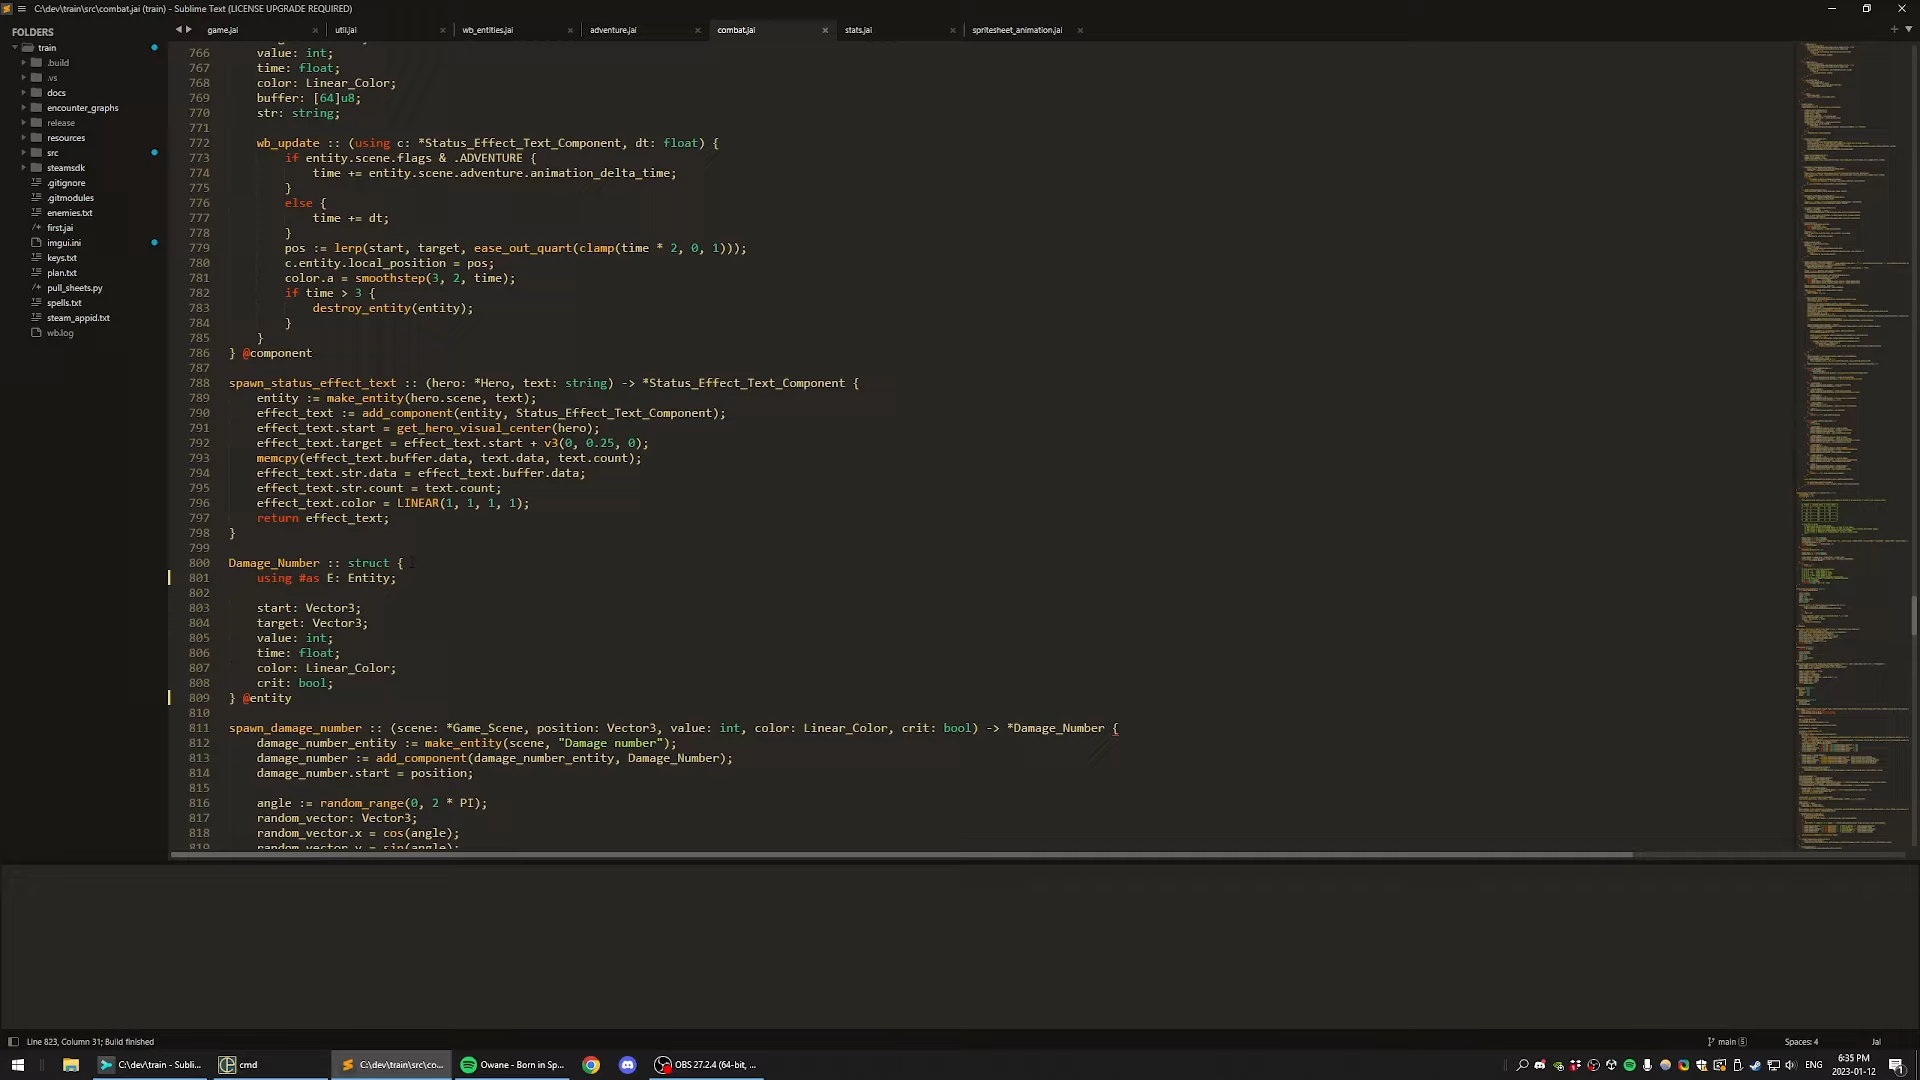 C:\dev\train\src\combat.jai (train) - Sublime Text (LICENSE UPGRADE REQUIRED)
FOLDERS
train
.build
.vs
docs
encounter_graphs
release
resources
src
steamsdk
.gitignore
.gitmodules
enemies.txt
first.jai
imgui.ini
keys.txt
plan.txt
pull_sheets.py
spells.txt
steam_appid.txt
wb.log
game.jai
util.jai
wb_entities.jai
adventure.jai
combat.jai
stats.jai
spritesheet_animation.jai
766 value: int;
767 time: float;
768 color: Linear_Color;
769 buffer: [64]u8;
770 str: string;
771
772 wb_update :: (using c: *Status_Effect_Text_Component, dt: float) {
773 if entity.scene.flags & .ADVENTURE {
774 time += entity.scene.adventure.animation_delta_time;
775 }
776 else {
777 time += dt;
778 }
779 pos := lerp(start, target, ease_out_quart(clamp(time * 2, 0, 1)));
780 c.entity.local_position = pos;
781 color.a = smoothstep(3, 2, time);
782 if time > 3 {
783 destroy_entity(entity);
784 }
785 }
786 } @component
787
788 spawn_status_effect_text :: (hero: *Hero, text: string) -> *Status_Effect_Text_Component {
789 entity := make_entity(hero.scene, text);
790 effect_text := add_component(entity, Status_Effect_Text_Component);
791 effect_text.start = get_hero_visual_center(hero);
792 effect_text.target = effect_text.start + v3(0, 0.25, 0);
793 memcpy(effect_text.buffer.data, text.data, text.count);
794 effect_text.str.data = effect_text.buffer.data;
795 effect_text.str.count = text.count;
796 effect_text.color = LINEAR(1, 1, 1, 1);
797 return effect_text;
798 }
799
800 Damage_Number :: struct {
801 using #as E: Entity;
802
803 start: Vector3;
804 target: Vector3;
805 value: int;
806 time: float;
807 color: Linear_Color;
808 crit: bool;
809 } @entity
810
811 spawn_damage_number :: (scene: *Game_Scene, position: Vector3, value: int, color: Linear_Color, crit: bool) -> *Damage_Number {
812 damage_number_entity := make_entity(scene, "Damage number");
813 damage_number := add_component(damage_number_entity, Damage_Number);
814 damage_number.start = position;
815
816 angle := random_range(0, 2 * PI);
817 random_vector: Vector3;
818 random_vector.x = cos(angle);
819 random_vector.y = sin(angle);
Line 823, Column 31; Build finished
main 5
Spaces: 4
Jai
C:\dev\train - Subli...
cmd
C:\dev\train\src\co...
Owane - Born in Sp...
OBS 27.2.4 (64-bit, ...
ENG
6:35 PM
2023-01-12